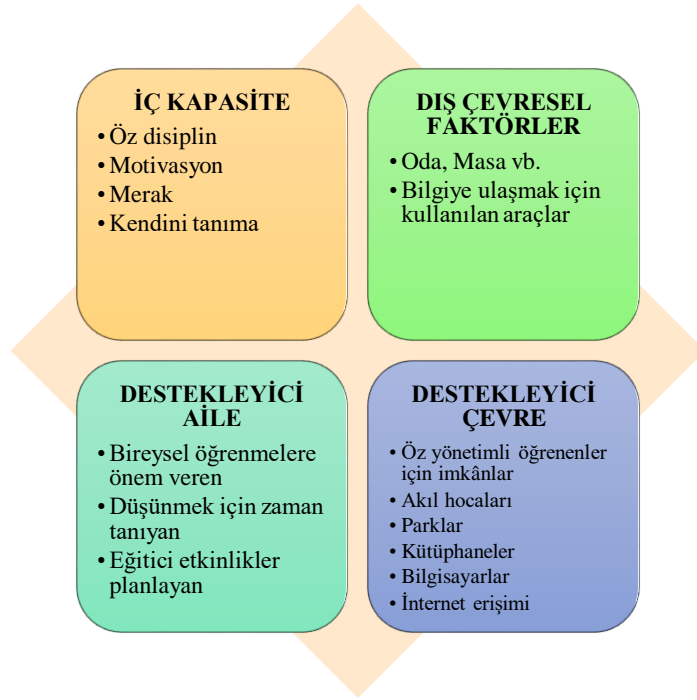 İÇ KAPASİTE
• Öz disiplin
• Motivasyon
• Merak
• Kendini tanıma
DIŞ ÇEVRESEL
FAKTÖRLER
• Oda, Masa vb.
• Bilgiye ulaşmak için
kullanılan araçlar
DESTEKLEYİCİ
AİLE
• Bireysel öğrenmelere
önem veren
• Düşünmek için zaman
tanıyan
• Eğitici etkinlikler
planlayan
DESTEKLEYİCİ
ÇEVRE
• Öz yönetimli öğrenenler
için imkânlar
• Akıl hocaları
• Parklar
• Kütüphaneler
• Bilgisayarlar
• İnternet erişimi